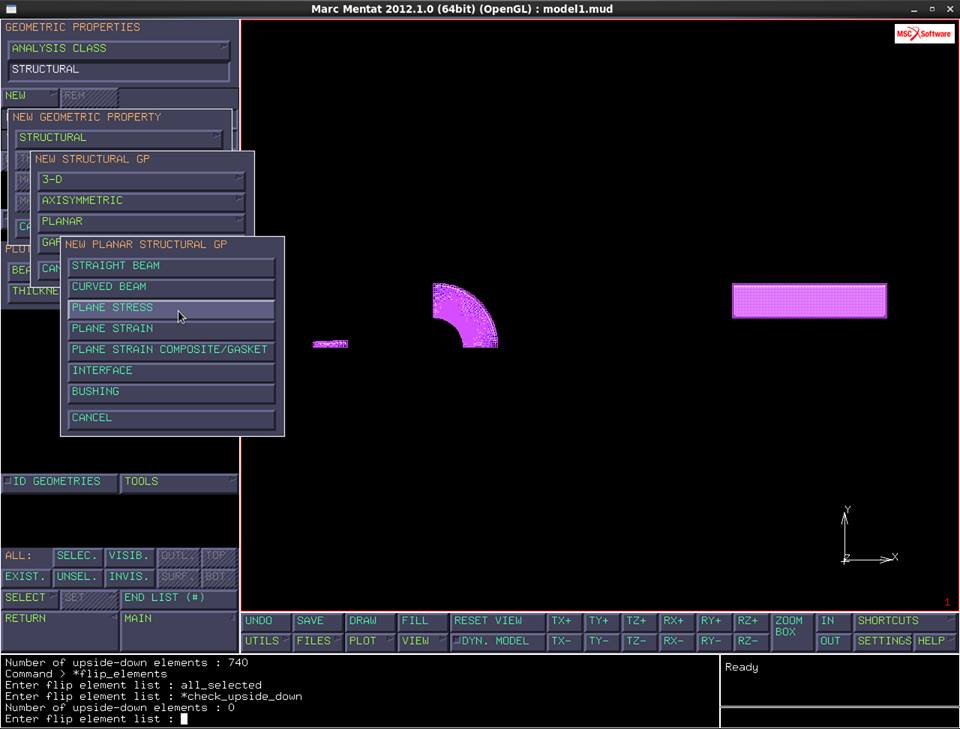 Marc Mentat 2012.1.0 (64bit) (OpenGL) : model1.mud
MSC Software
GEOMETRIC PROPERTIES
ANALYSIS CLASS
STRUCTURAL
NEW REM
NEW GEOMETRIC PROPERTY
STRUCTURAL
NEW STRUCTURAL GP
3-D
AXISYMMETRIC
PLANAR
NEW PLANAR STRUCTURAL GP
STRAIGHT BEAM
CURVED BEAM
PLANE STRESS
PLANE STRAIN
PLANE STRAIN COMPOSITE/GASKET
INTERFACE
BUSHING
CANCEL
ID GEOMETRIES TOOLS
ALL: SELEC. VISIB. OUTL. TOP
EXIST. UNSEL. INVIS. SURF. BOT.
SELECT SET END LIST (#)
RETURN MAIN
Y
Z X
1
UNDO SAVE DRAW FILL RESET VIEW TX+ TY+ TZ+ RX+ RY+ RZ+ ZOOM BOX IN SHORTCUTS
UTILS FILES PLOT VIEW DYN. MODEL TX- TY- TZ- RX- RY- RZ- OUT SETTINGS HELP
Number of upside-down elements : 740
Command > *flip_elements
Enter flip element list : all_selected
Enter flip element list : *check_upside_down
Number of upside-down elements : 0
Enter flip element list :
Ready